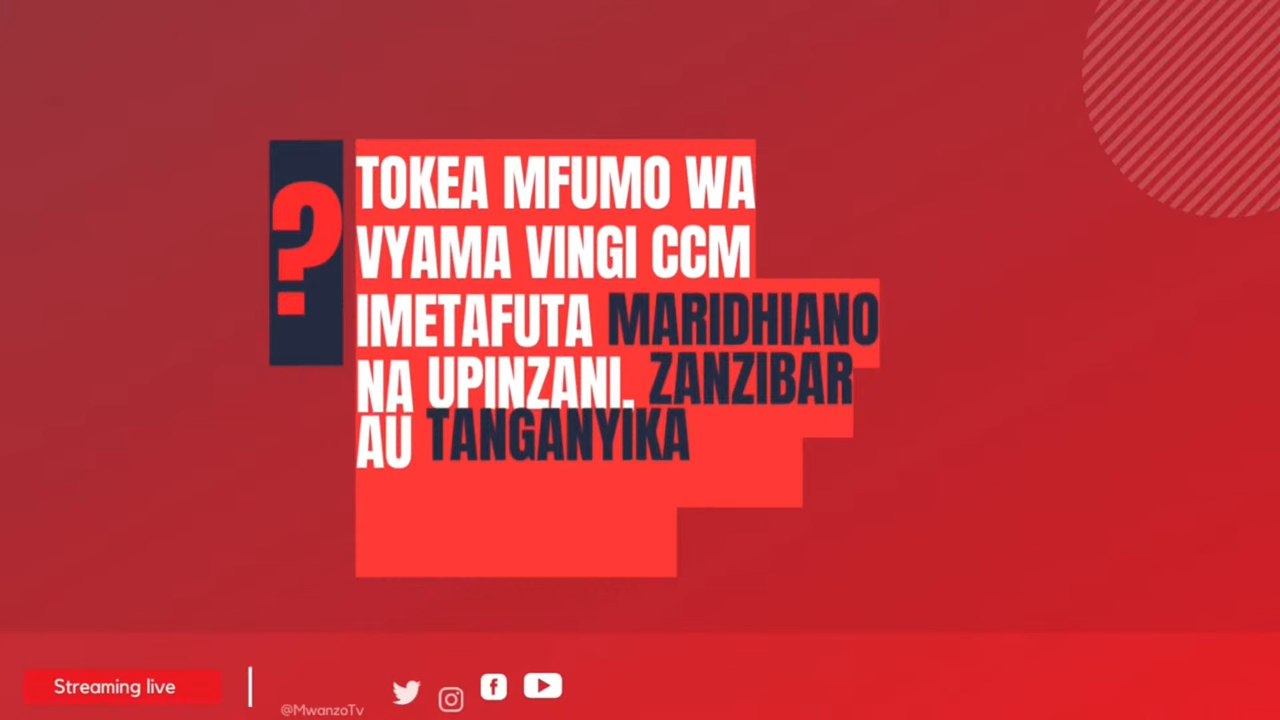 ?
TOKEA MFUMO WA
VYAMA VINGI CCM
IMETAFUTA MARIDHIANO
NA UPINZANI. ZANZIBAR
AU TANGANYIKA
Streaming live
@MwanzoTv